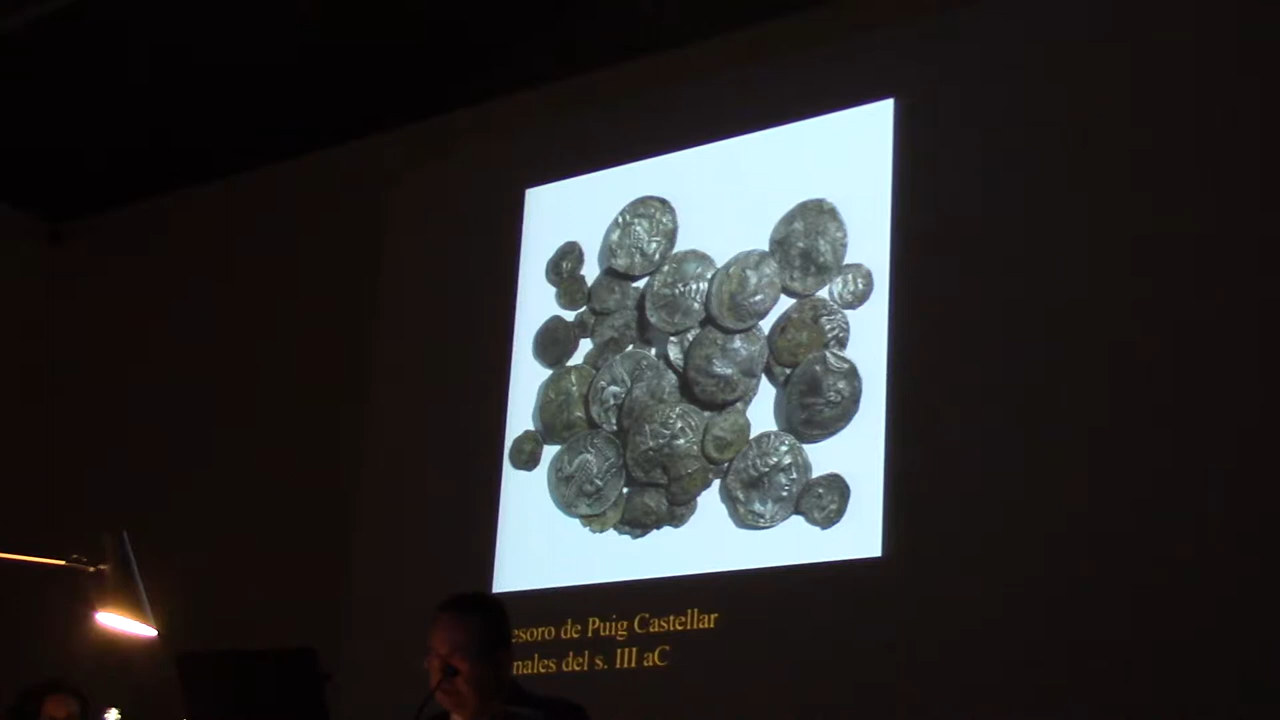 esoro de Puig Castellar
nales del s. III aC